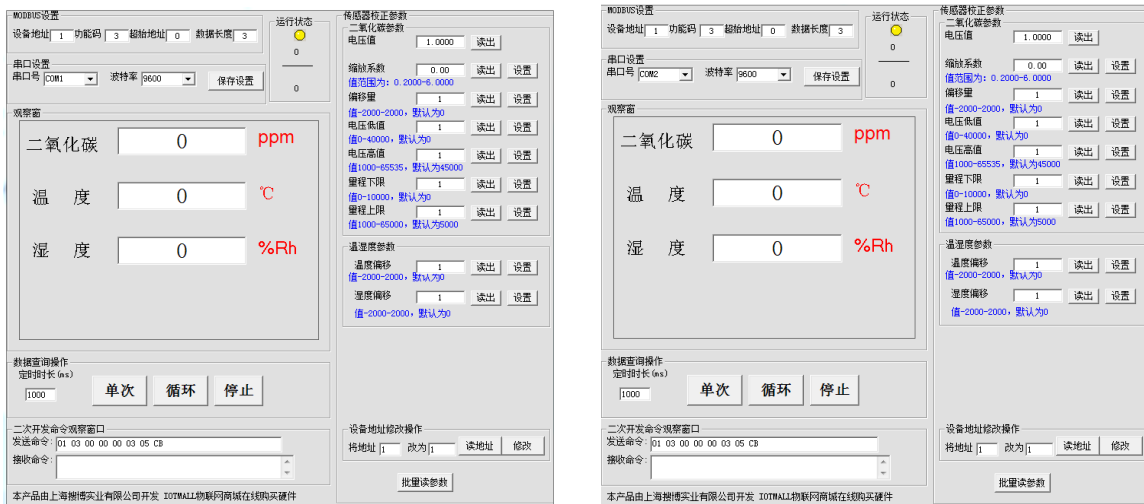 MODBUS设置
设备地址 1 功能码 3 超始地址 0 数据长度 3
运行状态
0
0
串口设置
串口号 COM1 波特率 9600 保存设置
观察窗
二氧化碳 0 ppm
温 度 0 ℃
湿 度 0 %Rh
数据查询操作
定时时长(ms)
1000 单次 循环 停止
二次开发命令观察窗口
发送命令: 01 03 00 00 00 03 05 CB
接收命令:
本产品由上海搜博实业有限公司开发 IOTMALL物联网商城在线购买硬件
传感器校正参数
二氧化碳参数
电压值 1.0000 读出
缩放系数 0.00 读出 设置
值范围为: 0.2000-6.0000
偏移量 1 读出 设置
值-2000-2000, 默认为0
电压低值 1 读出 设置
值0-40000, 默认为0
电压高值 1 读出 设置
值1000-65535, 默认为45000
量程下限 1 读出 设置
值0-10000, 默认为0
量程上限 1 读出 设置
值1000-65000, 默认为5000
温湿度参数
温度偏移 1 读出 设置
值-2000-2000, 默认为0
湿度偏移 1 读出 设置
值-2000-2000, 默认为0
设备地址修改操作
将地址 1 改为 1 读地址 修改
批量读参数
MODBUS设置
设备地址 1 功能码 3 超始地址 0 数据长度 3
运行状态
0
0
串口设置
串口号 COM2 波特率 9600 保存设置
观察窗
二氧化碳 0 ppm
温 度 0 ℃
湿 度 0 %Rh
数据查询操作
定时时长(ms)
1000 单次 循环 停止
二次开发命令观察窗口
发送命令: 01 03 00 00 00 03 05 CB
接收命令:
本产品由上海搜博实业有限公司开发 IOTMALL物联网商城在线购买硬件
传感器校正参数
二氧化碳参数
电压值 1.0000 读出
缩放系数 0.00 读出 设置
值范围为: 0.2000-6.0000
偏移量 1 读出 设置
值-2000-2000, 默认为0
电压低值 1 读出 设置
值0-40000, 默认为0
电压高值 1 读出 设置
值1000-65535, 默认为45000
量程下限 1 读出 设置
值0-10000, 默认为0
量程上限 1 读出 设置
值1000-65000, 默认为5000
温湿度参数
温度偏移 1 读出 设置
值-2000-2000, 默认为0
湿度偏移 1 读出 设置
值-2000-2000, 默认为0
设备地址修改操作
将地址 1 改为 1 读地址 修改
批量读参数